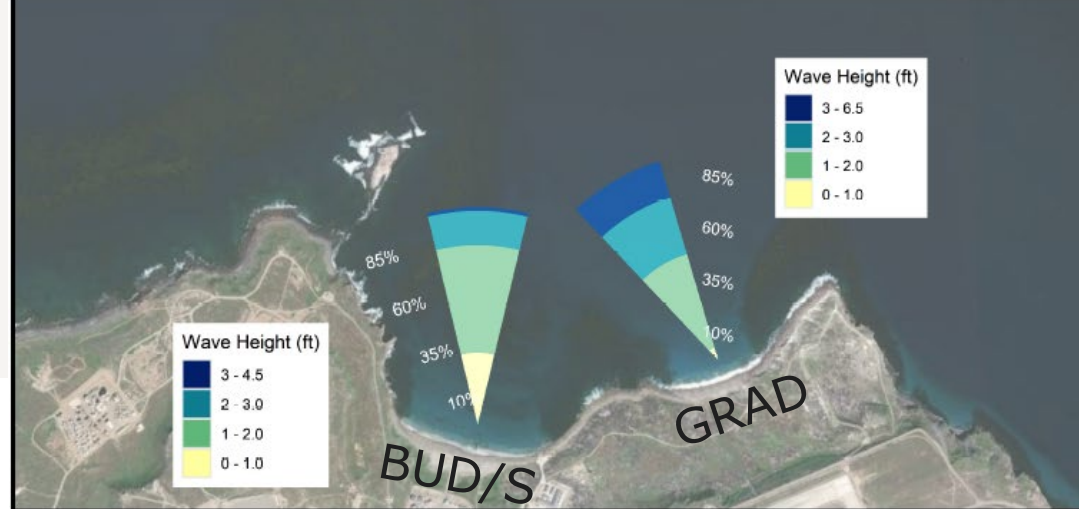 Wave Height (ft)
3 - 6.5
2 - 3.0
1 - 2.0
0 - 1.0
85%
60%
35%
10%
85%
60%
35%
10%
Wave Height (ft)
3 - 4.5
2 - 3.0
1 - 2.0
0 - 1.0
GRAD
BUD/S